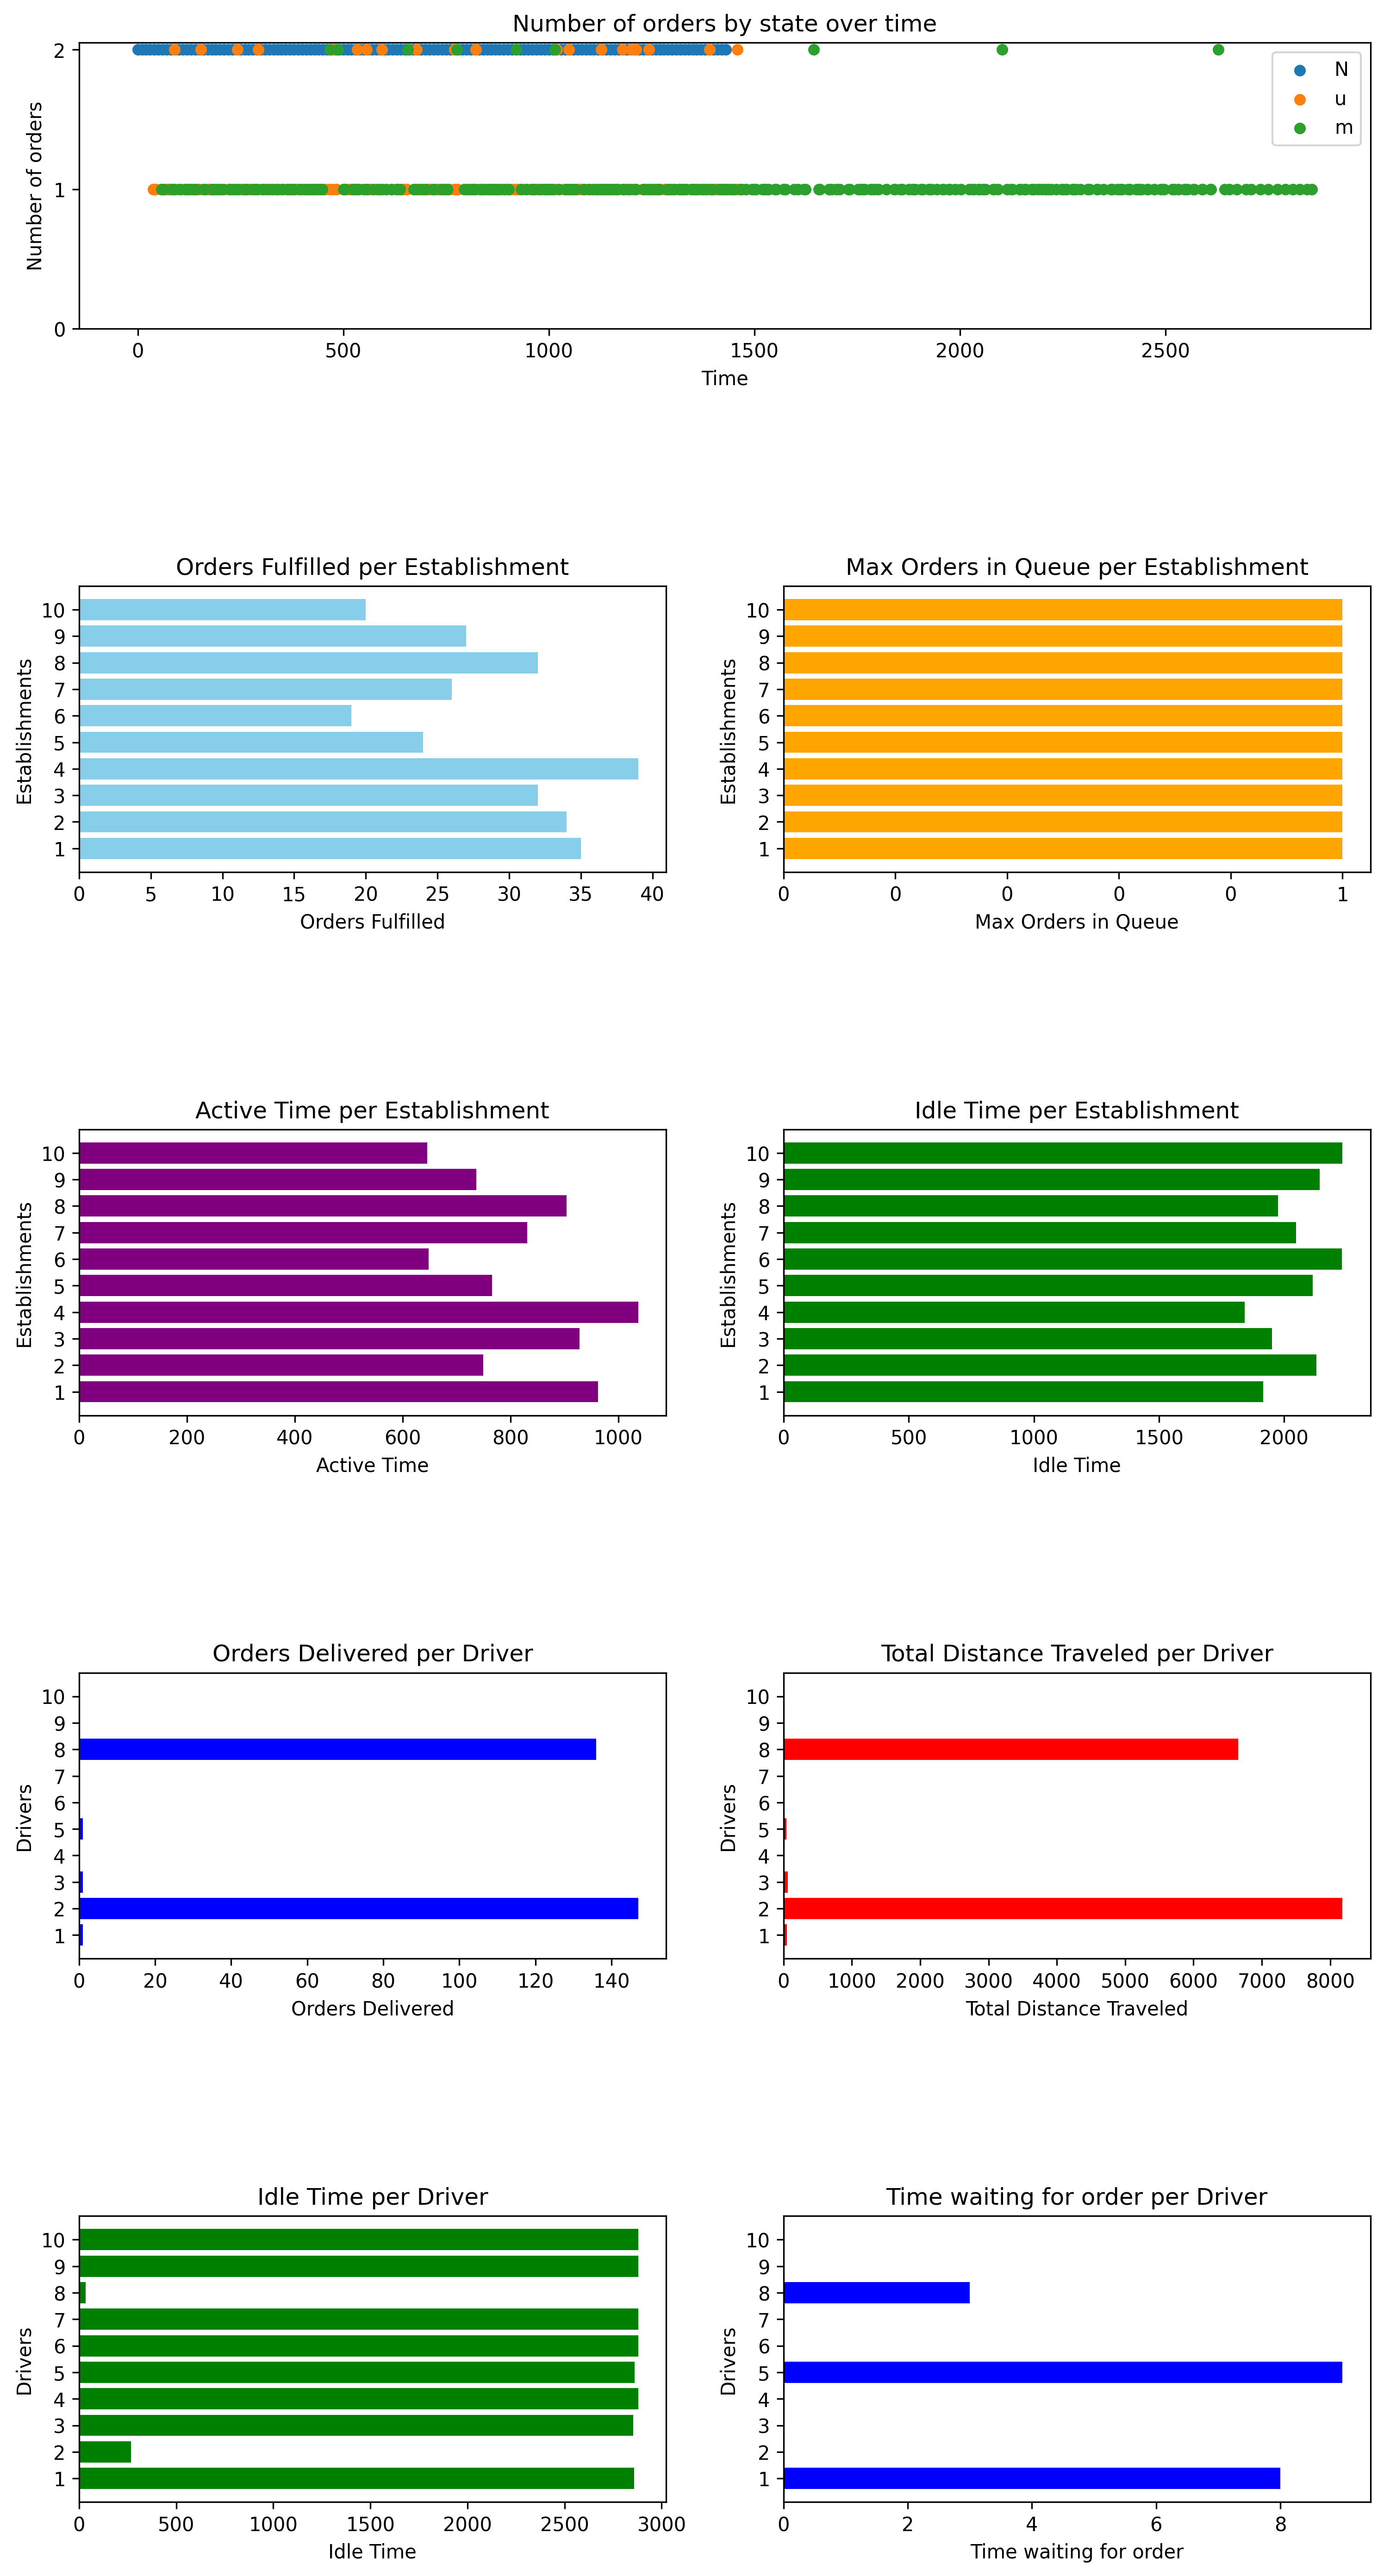 Number of orders by state over time
Number of orders
2
1
0
N
u
m
0 500 1000 1500 2000 2500
Time
Orders Fulfilled per Establishment
Establishments
10
9
8
7
6
5
4
3
2
1
0 5 10 15 20 25 30 35 40
Orders Fulfilled
Max Orders in Queue per Establishment
Establishments
10
9
8
7
6
5
4
3
2
1
0 0 0 0 0 1
Max Orders in Queue
Active Time per Establishment
Establishments
10
9
8
7
6
5
4
3
2
1
0 200 400 600 800 1000
Active Time
Idle Time per Establishment
Establishments
10
9
8
7
6
5
4
3
2
1
0 500 1000 1500 2000
Idle Time
Orders Delivered per Driver
Drivers
10
9
8
7
6
5
4
3
2
1
0 20 40 60 80 100 120 140
Orders Delivered
Total Distance Traveled per Driver
Drivers
10
9
8
7
6
5
4
3
2
1
0 1000 2000 3000 4000 5000 6000 7000 8000
Total Distance Traveled
Idle Time per Driver
Drivers
10
9
8
7
6
5
4
3
2
1
0 500 1000 1500 2000 2500 3000
Idle Time
Time waiting for order per Driver
Drivers
10
9
8
7
6
5
4
3
2
1
0 2 4 6 8
Time waiting for order